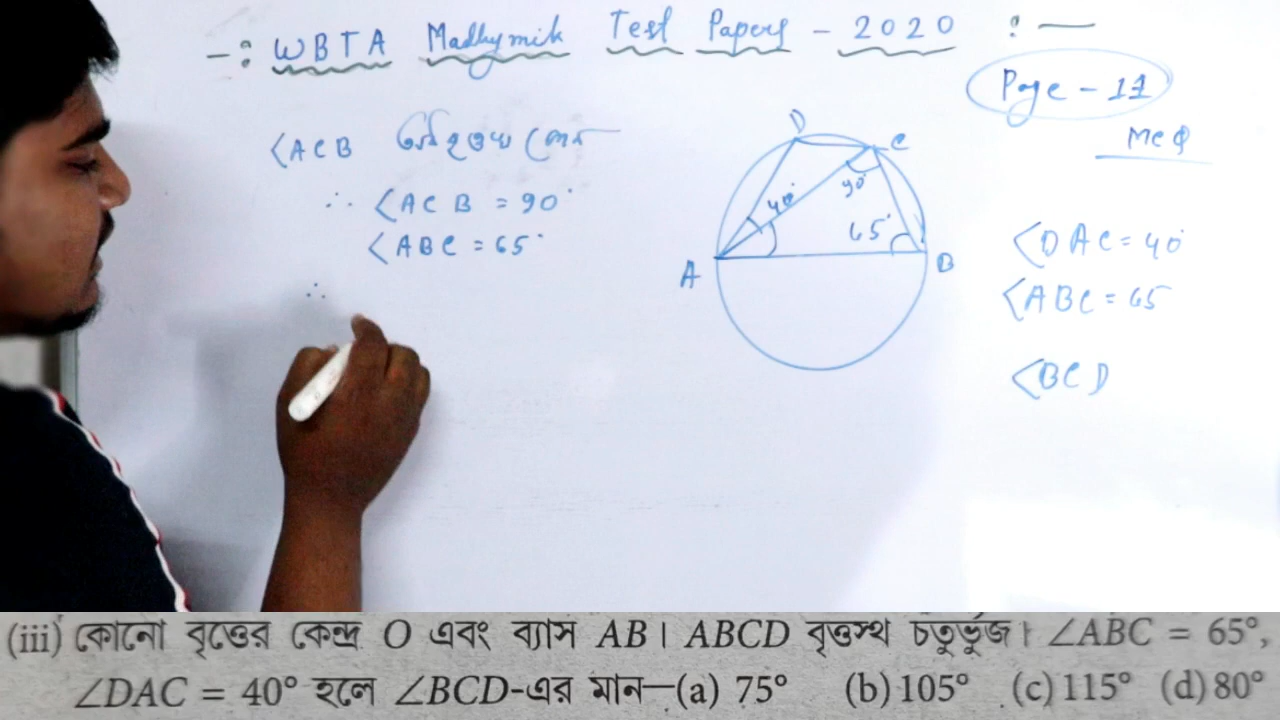 -: WBTA Madhymik Test Papers - 2020 :-
Page - 11
MCQ
<ACB অর্ধবৃত্তস্থ কোণ
∴ <ACB = 90°
<ABC = 65°
∴
D
C
40°
90°
65°
A
B
<DAC = 40°
<ABC = 65
<BCD
(iii) কোনো বৃত্তের কেন্দ্র O এবং ব্যাস AB। ABCD বৃত্তস্থ চতুর্ভুজ। ∠ABC = 65°,
∠DAC = 40° হলে ∠BCD-এর মান—(a) 75° (b) 105° (c) 115° (d) 80°